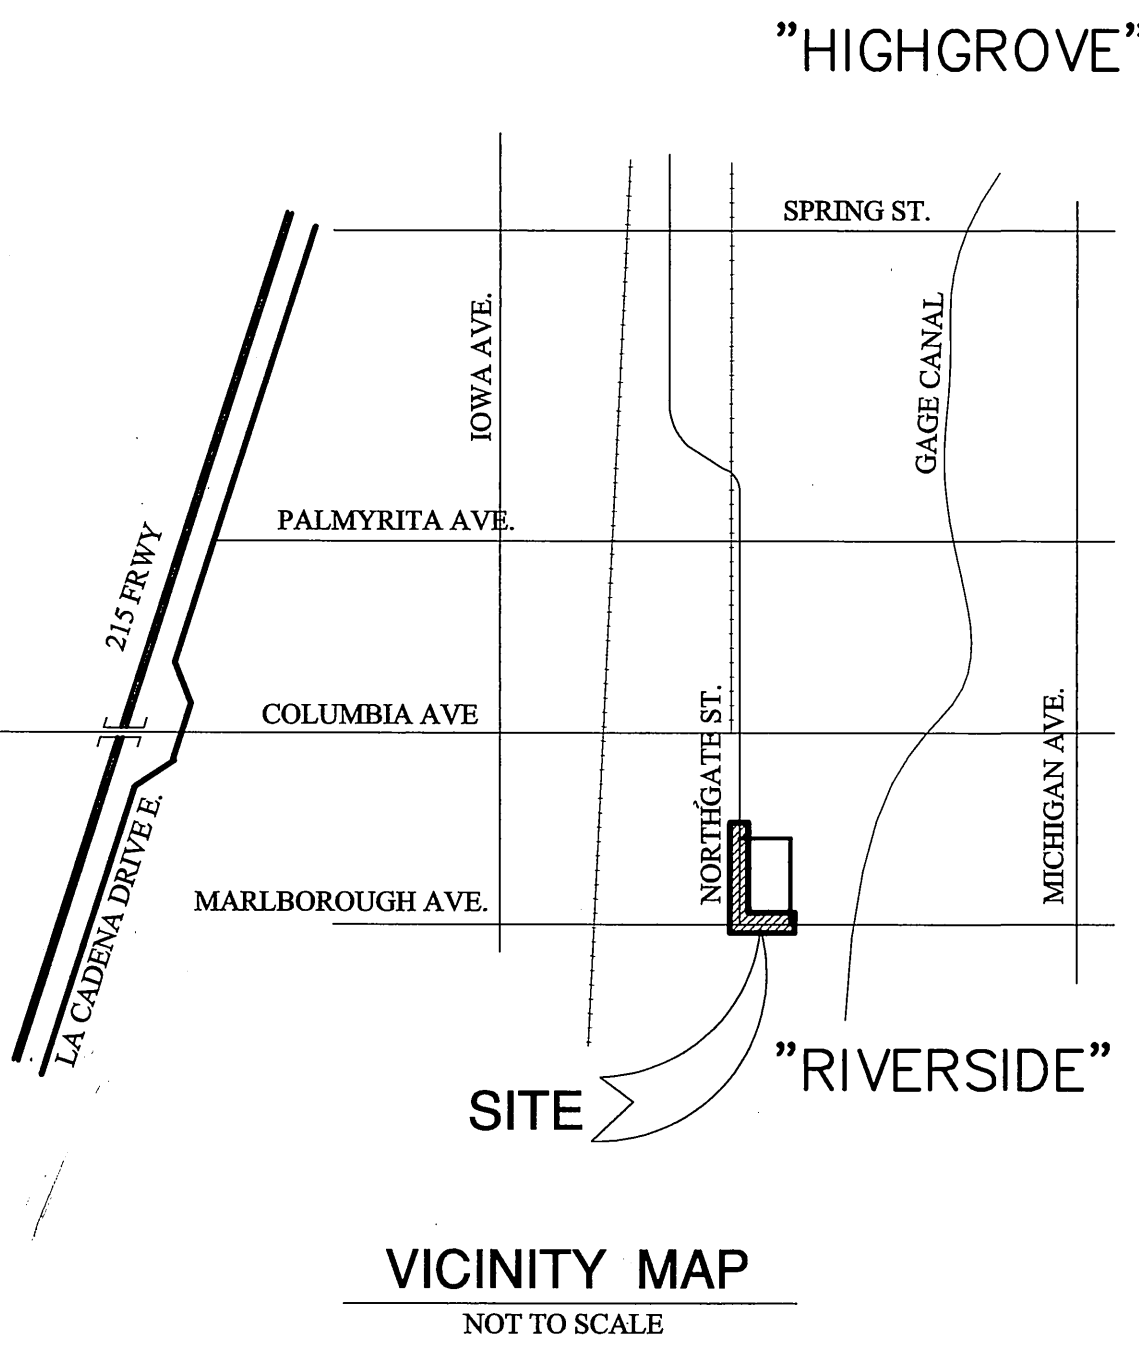 "HIGHGROVE"
SPRING ST.
IOWA AVE.
GAGE CANAL
PALMYRITA AVE.
215 FRWY
COLUMBIA AVE
NORTHGATE ST.
MICHIGAN AVE.
LA CADENA DRIVE E.
MARLBOROUGH AVE.
"RIVERSIDE"
SITE
VICINITY MAP
NOT TO SCALE